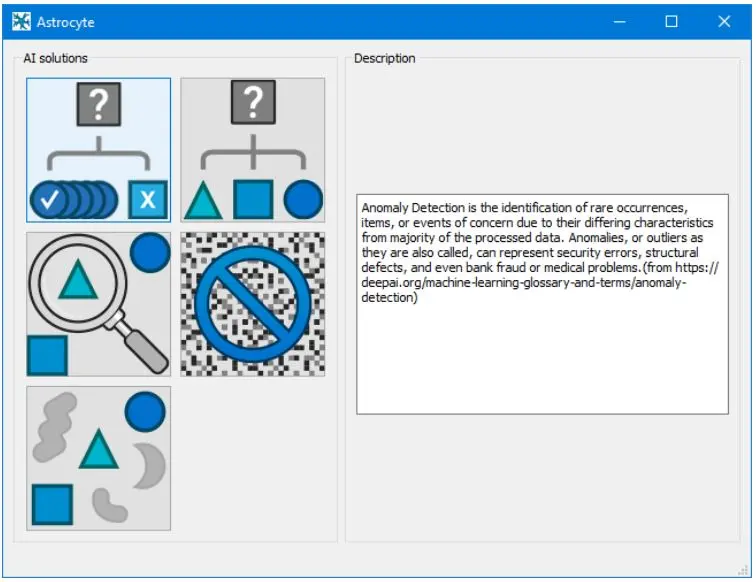 Astrocyte
AI solutions
?
?
X
Description
Anomaly Detection is the identification of rare occurrences,
items, or events of concern due to their differing characteristics
from majority of the processed data. Anomalies, or outliers as
they are also called, can represent security errors, structural
defects, and even bank fraud or medical problems.(from https://
deepai.org/machine-learning-glossary-and-terms/anomaly-
detection)